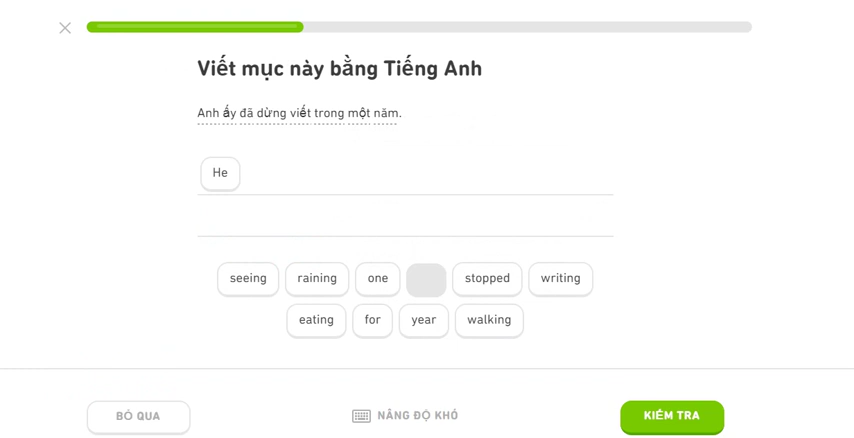 Viết mục này bằng Tiếng Anh
Anh ấy đã dừng viết trong một năm.
He
seeing raining one stopped writing
eating for year walking
BỎ QUA NÂNG ĐỘ KHÓ KIỂM TRA